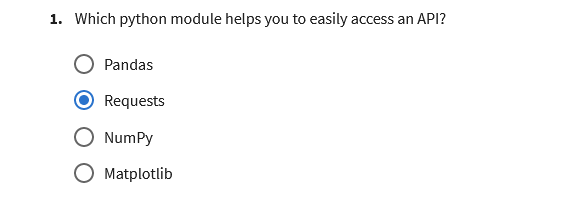 1. Which python module helps you to easily access an API?
Pandas
Requests
NumPy
Matplotlib